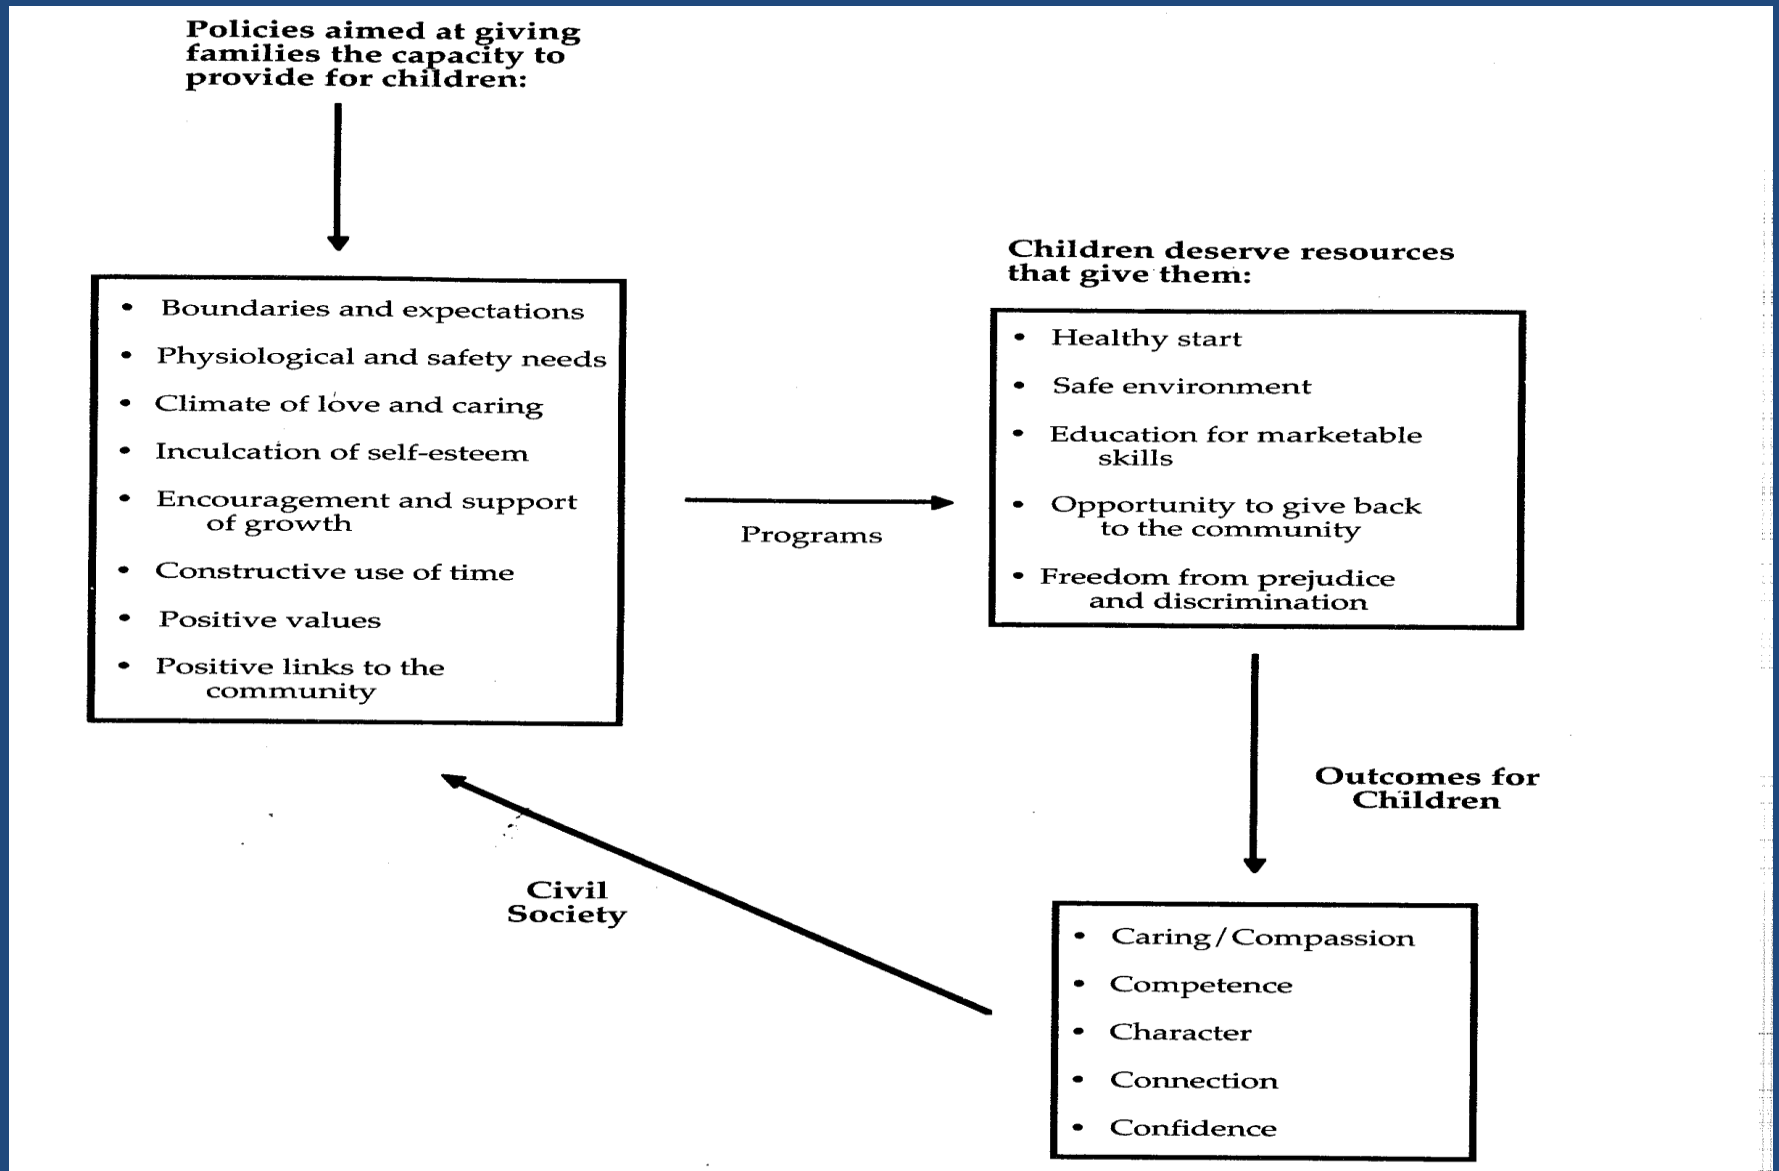 Policies aimed at giving
families the capacity to
provide for children:
• Boundaries and expectations
• Physiological and safety needs
• Climate of love and caring
• Inculcation of self-esteem
• Encouragement and support
of growth
• Constructive use of time
• Positive values
• Positive links to the
community
Programs
Children deserve resources
that give them:
• Healthy start
• Safe environment
• Education for marketable
skills
• Opportunity to give back
to the community
• Freedom from prejudice
and discrimination
Outcomes for
Children
• Caring/Compassion
• Competence
• Character
• Connection
• Confidence
Civil
Society